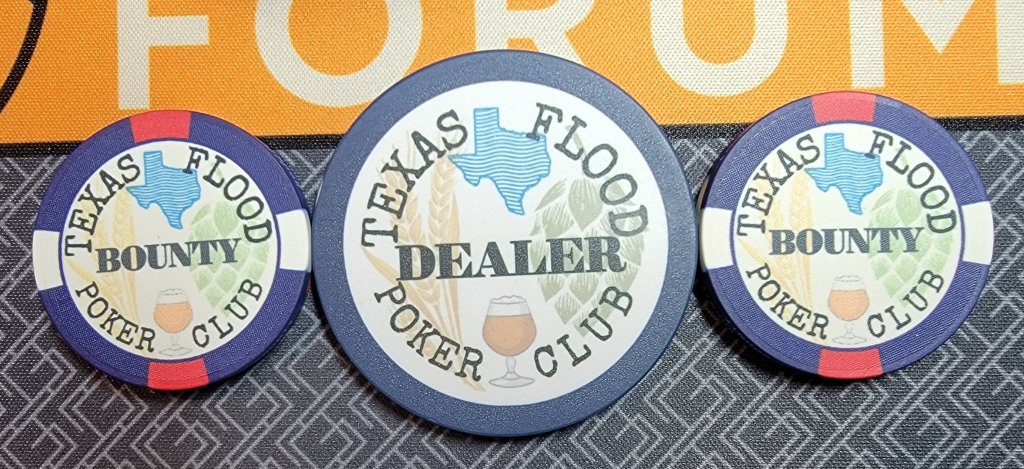 FORUM
TEXAS FLOOD
BOUNTY
POKER CLUB
TEXAS FLOOD
DEALER
POKER CLUB
TEXAS FLOOD
BOUNTY
POKER CLUB